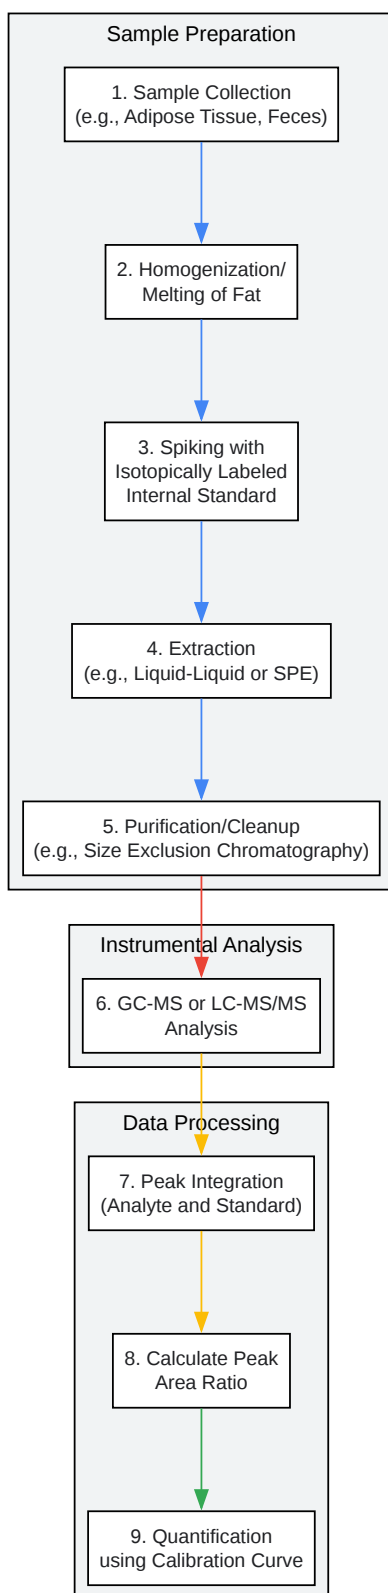 Sample Preparation
1. Sample Collection
(e.g., Adipose Tissue, Feces)
2. Homogenization/
Melting of Fat
3. Spiking with
Isotopically Labeled
Internal Standard
4. Extraction
(e.g., Liquid-Liquid or SPE)
5. Purification/Cleanup
(e.g., Size Exclusion Chromatography)
Instrumental Analysis
6. GC-MS or LC-MS/MS
Analysis
Data Processing
7. Peak Integration
(Analyte and Standard)
8. Calculate Peak
Area Ratio
9. Quantification
using Calibration Curve